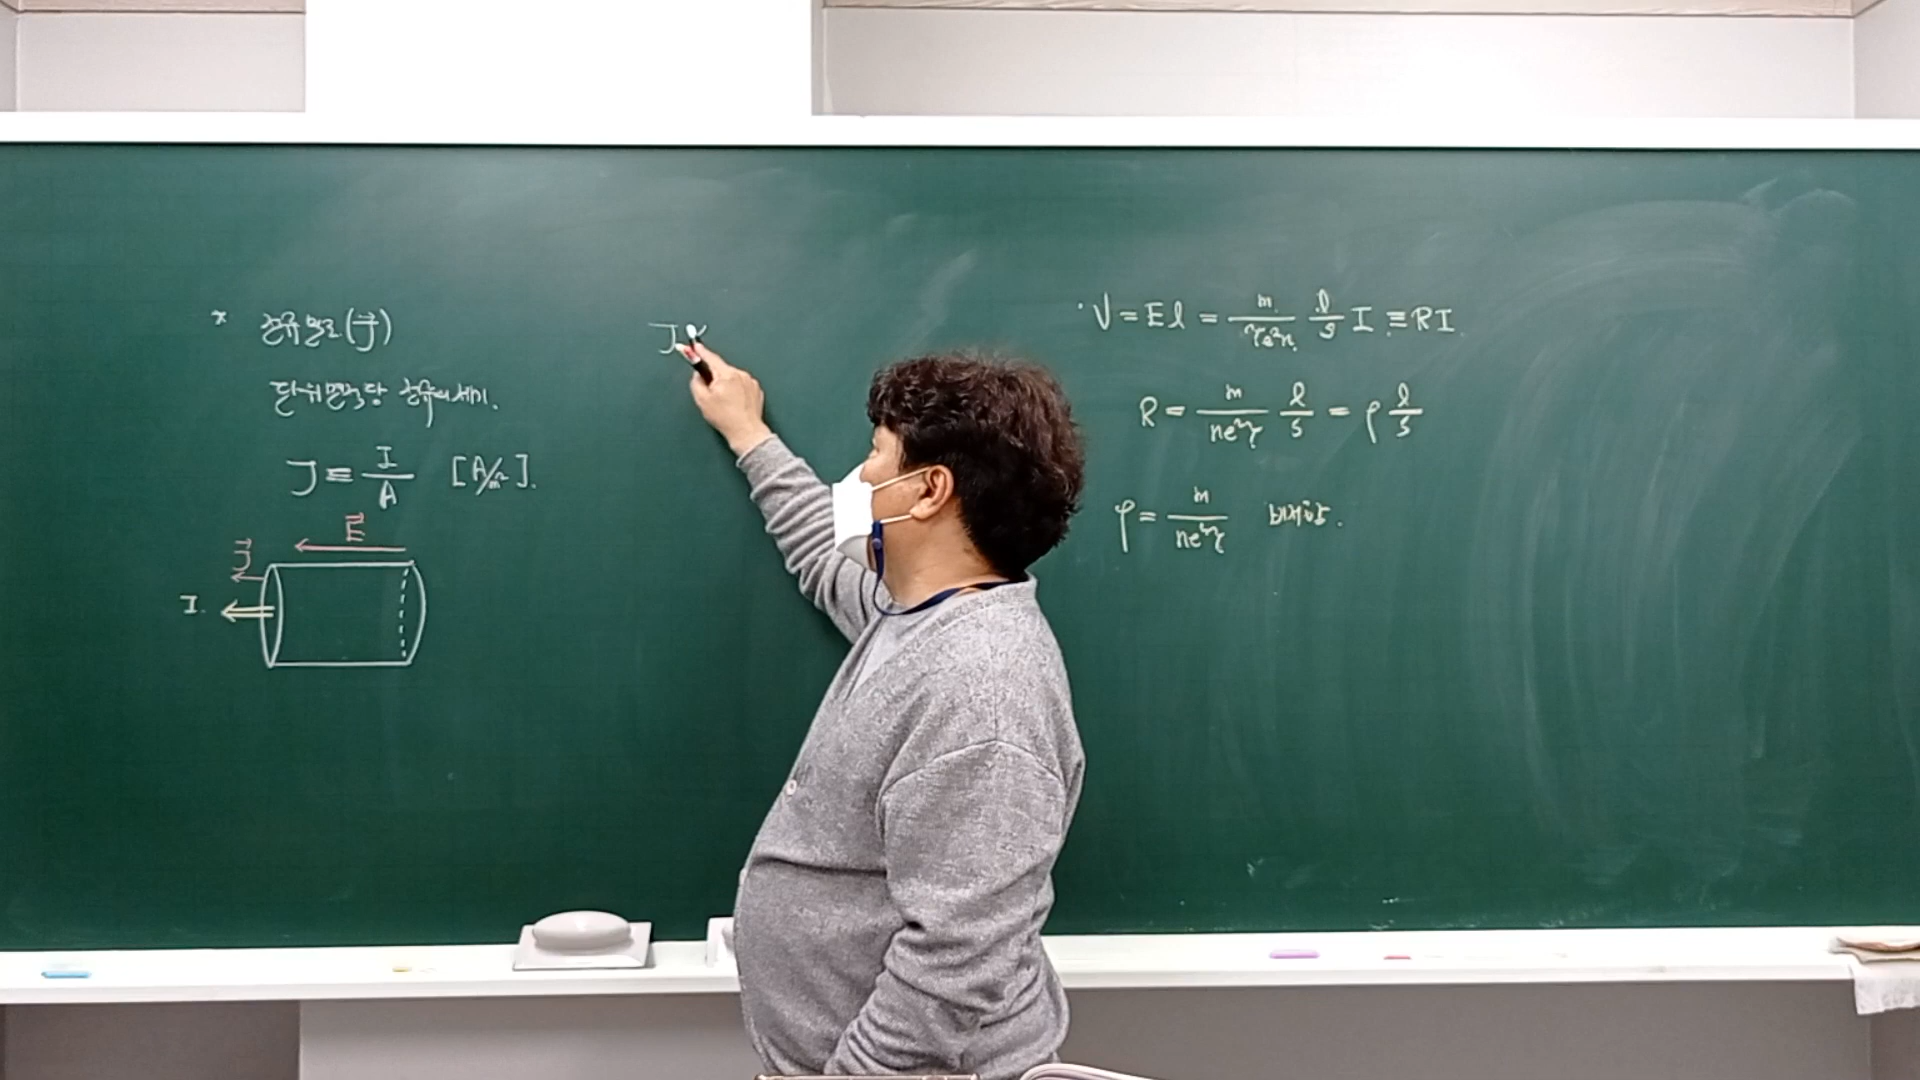 * 전류밀도(J⃗)
단위면적당 전류의 세기.
J ≡ I/A [A/m²].
E⃗
J⃗
I.
J
· V = El = m/(τe²n) l/S I ≡ RI.
R = m/(ne²τ) l/S = ρ l/S
ρ = m/(ne²τ) 비저항.